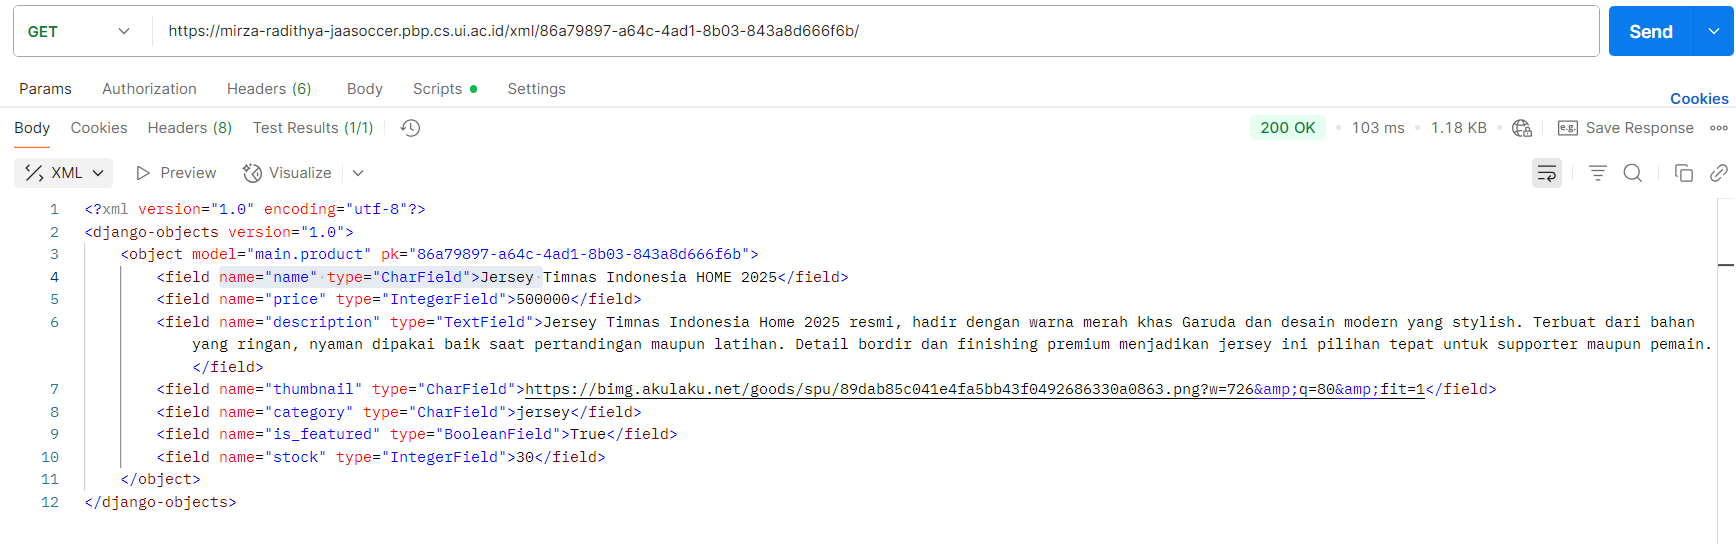 GET https://mirza-radithya-jaasoccer.pbp.cs.ui.ac.id/xml/86a79897-a64c-4ad1-8b03-843a8d666f6b/ Send
Params Authorization Headers (6) Body Scripts Settings
Cookies
Body Cookies Headers (8) Test Results (1/1) 200 OK 103 ms 1.18 KB e.g. Save Response
XML Preview Visualize
1 <?xml version="1.0" encoding="utf-8"?>
2 <django-objects version="1.0">
3 <object model="main.product" pk="86a79897-a64c-4ad1-8b03-843a8d666f6b">
4 <field name="name" type="CharField">Jersey Timnas Indonesia HOME 2025</field>
5 <field name="price" type="IntegerField">500000</field>
6 <field name="description" type="TextField">Jersey Timnas Indonesia Home 2025 resmi, hadir dengan warna merah khas Garuda dan desain modern yang stylish. Terbuat dari bahan
yang ringan, nyaman dipakai baik saat pertandingan maupun latihan. Detail bordir dan finishing premium menjadikan jersey ini pilihan tepat untuk supporter maupun pemain.
</field>
7 <field name="thumbnail" type="CharField">https://bimg.akulaku.net/goods/spu/89dab85c041e4fa5bb43f0492686330a0863.png?w=726&amp;q=80&amp;fit=1</field>
8 <field name="category" type="CharField">jersey</field>
9 <field name="is_featured" type="BooleanField">True</field>
10 <field name="stock" type="IntegerField">30</field>
11 </object>
12 </django-objects>